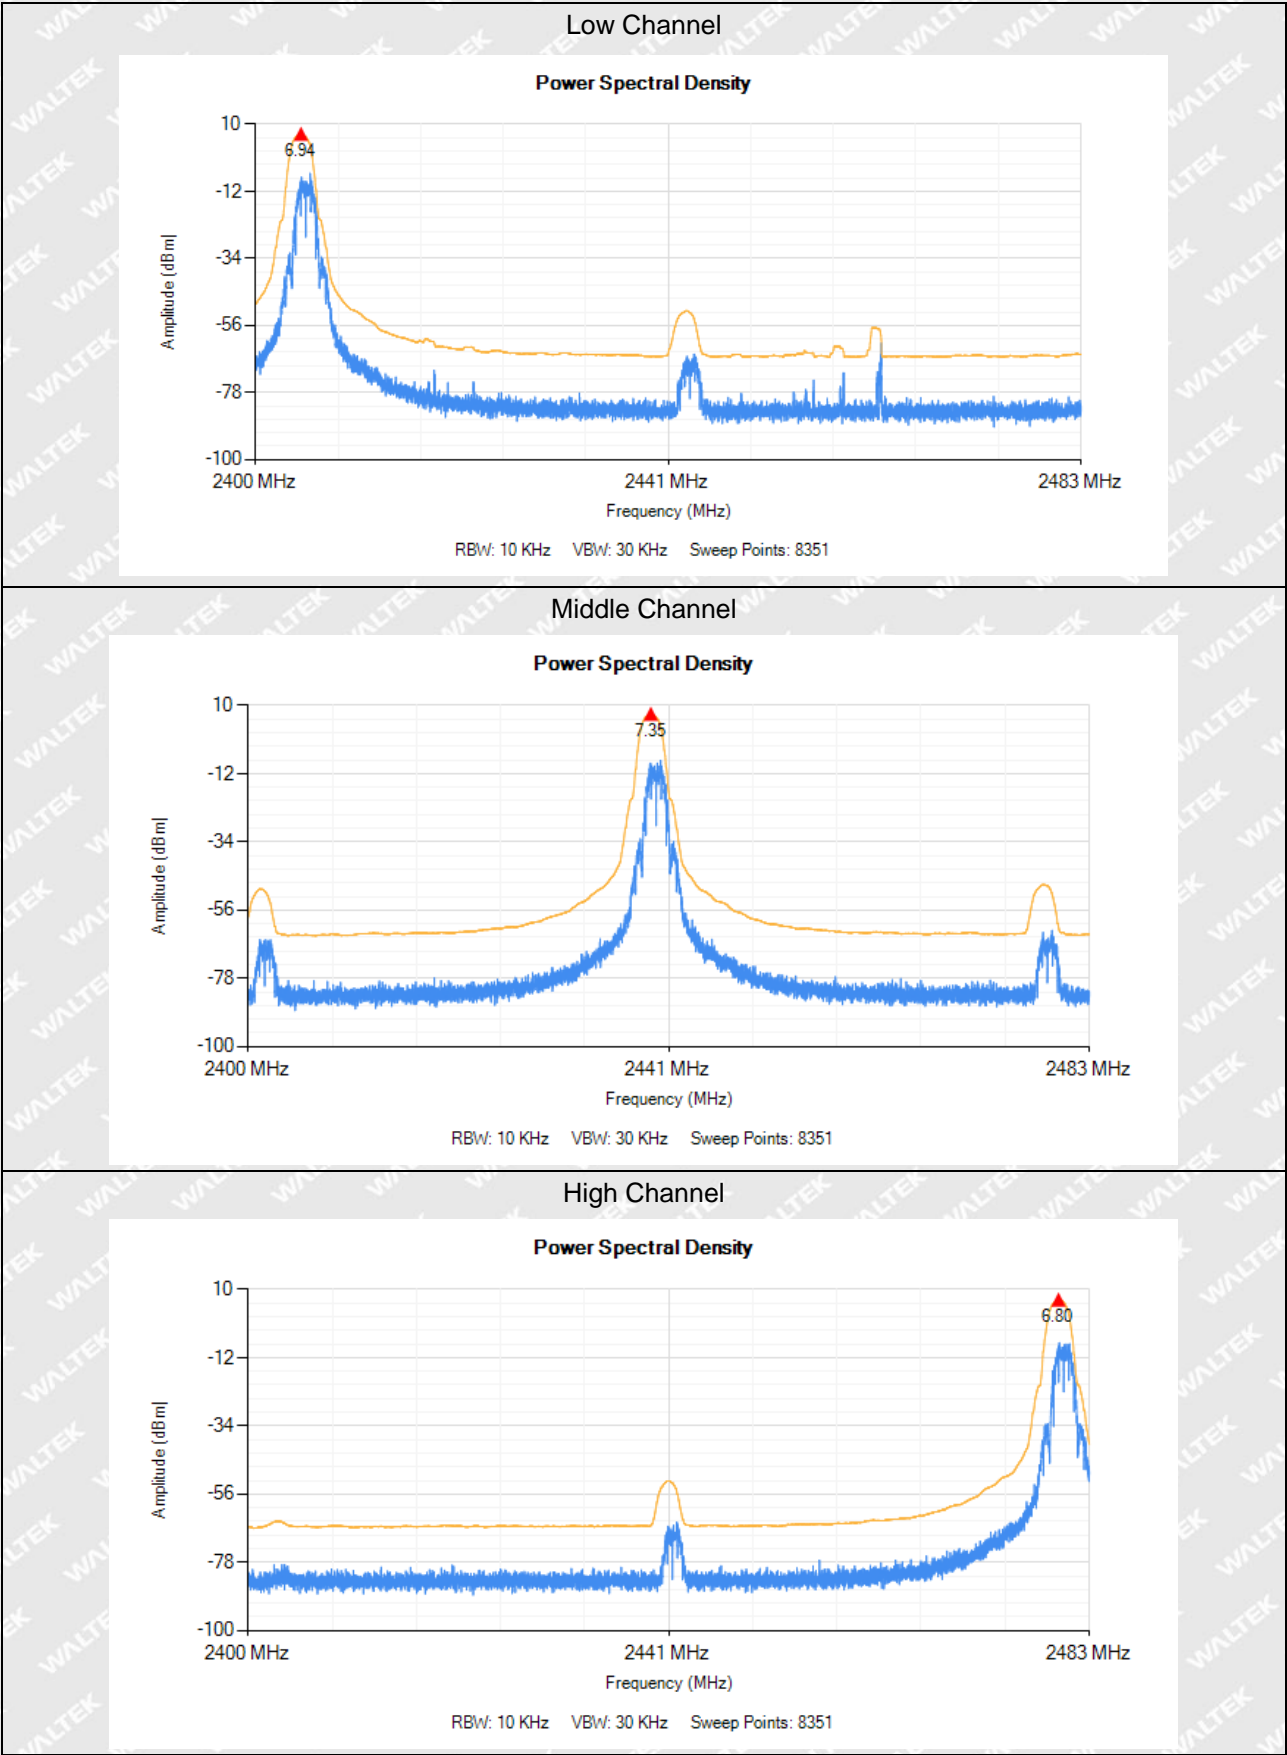 Low Channel
Power Spectral Density
10
6.94
-12
-34
Amplitude [dBm]
-56
-78
-100
2400 MHz 2441 MHz 2483 MHz
Frequency (MHz)
RBW: 10 KHz VBW: 30 KHz Sweep Points: 8351
Middle Channel
Power Spectral Density
10
7.35
-12
-34
Amplitude [dBm]
-56
-78
-100
2400 MHz 2441 MHz 2483 MHz
Frequency (MHz)
RBW: 10 KHz VBW: 30 KHz Sweep Points: 8351
High Channel
Power Spectral Density
10
6.80
-12
-34
Amplitude [dBm]
-56
-78
-100
2400 MHz 2441 MHz 2483 MHz
Frequency (MHz)
RBW: 10 KHz VBW: 30 KHz Sweep Points: 8351